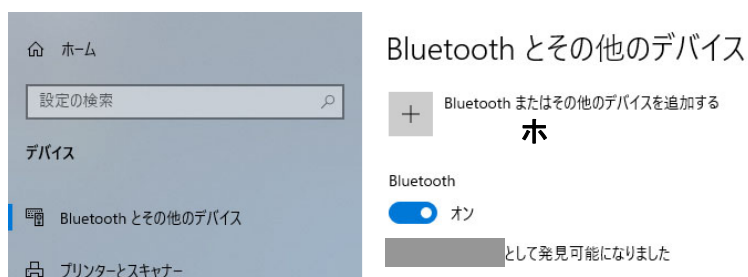 ホーム
設定の検索
デバイス
Bluetooth とその他のデバイス
プリンターとスキャナー
Bluetooth とその他のデバイス
Bluetooth またはその他のデバイスを追加する
ホ
Bluetooth
オン
として発見可能になりました